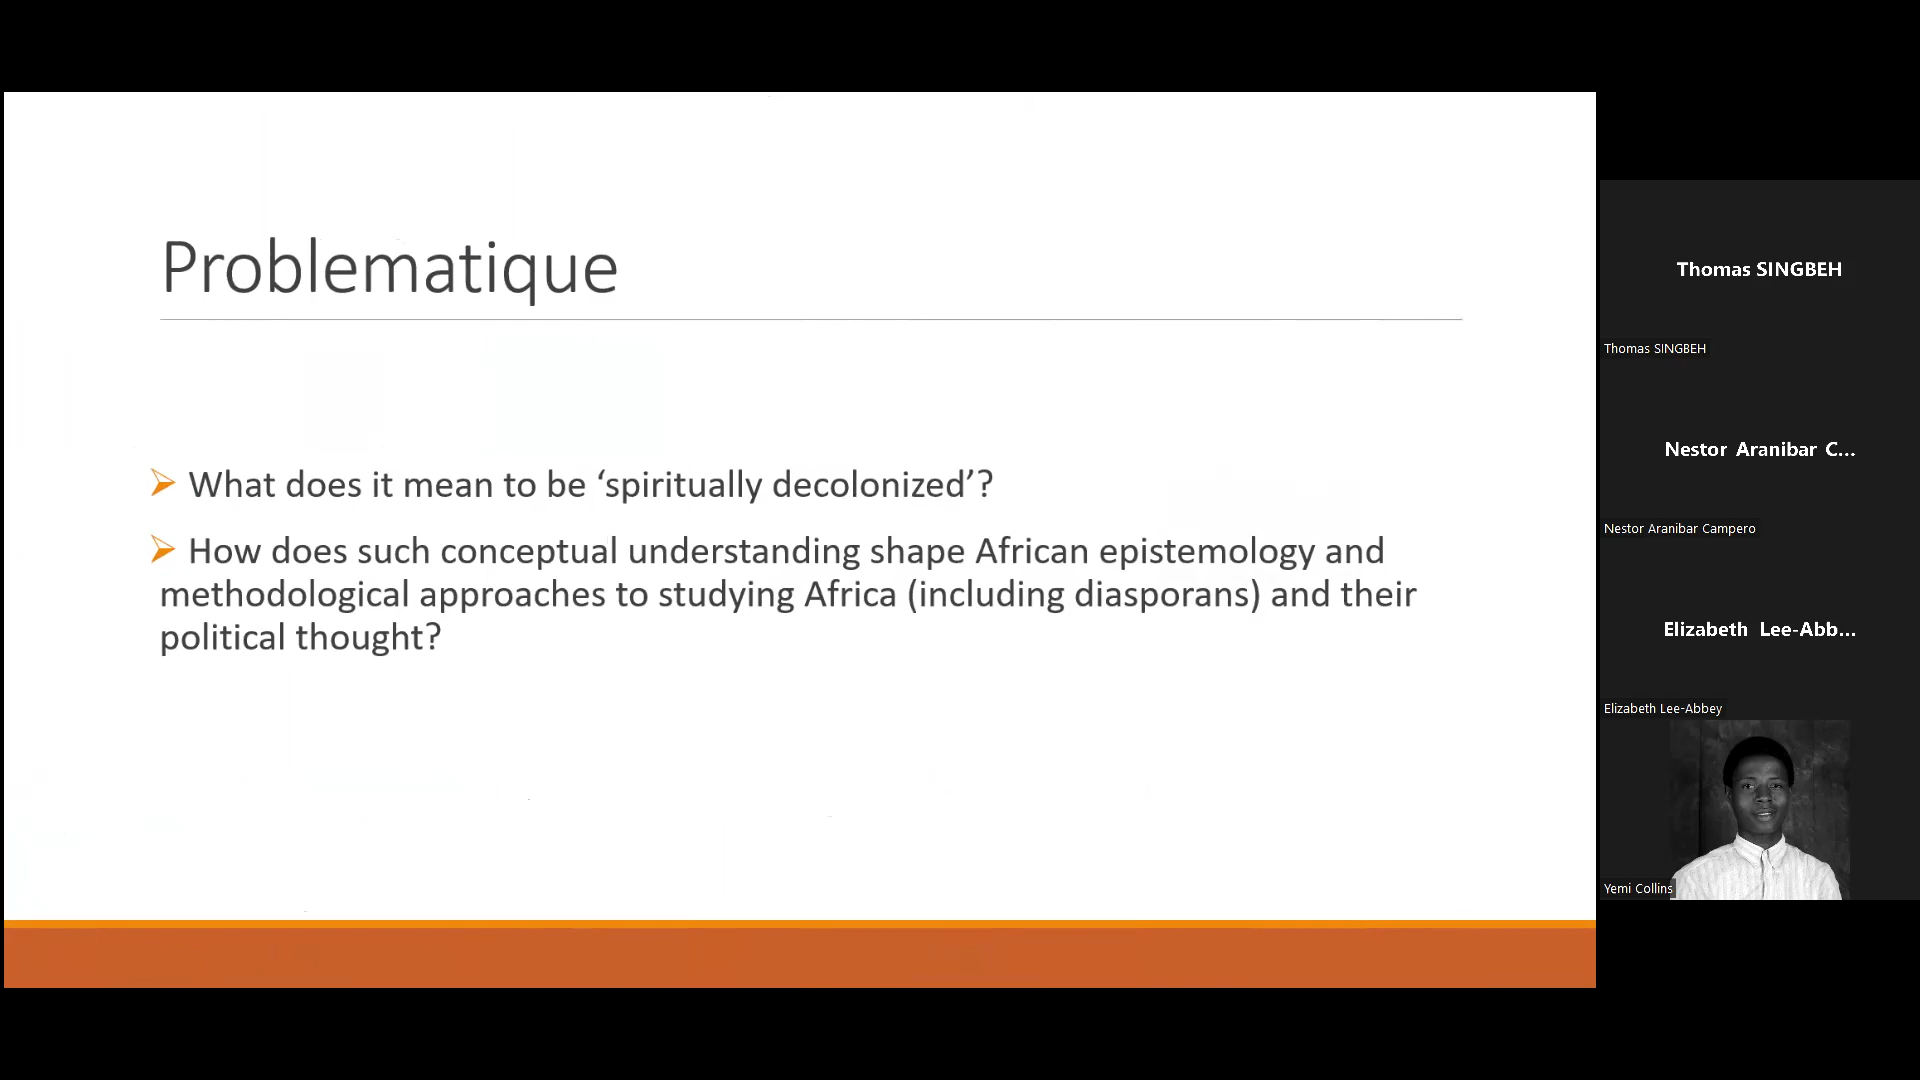 Problematique
➢ What does it mean to be ‘spiritually decolonized’?
➢ How does such conceptual understanding shape African epistemology and
methodological approaches to studying Africa (including diasporans) and their
political thought?
Thomas SINGBEH
Thomas SINGBEH
Nestor Aranibar C...
Nestor Aranibar Campero
Elizabeth Lee-Abb...
Elizabeth Lee-Abbey
Yemi Collins